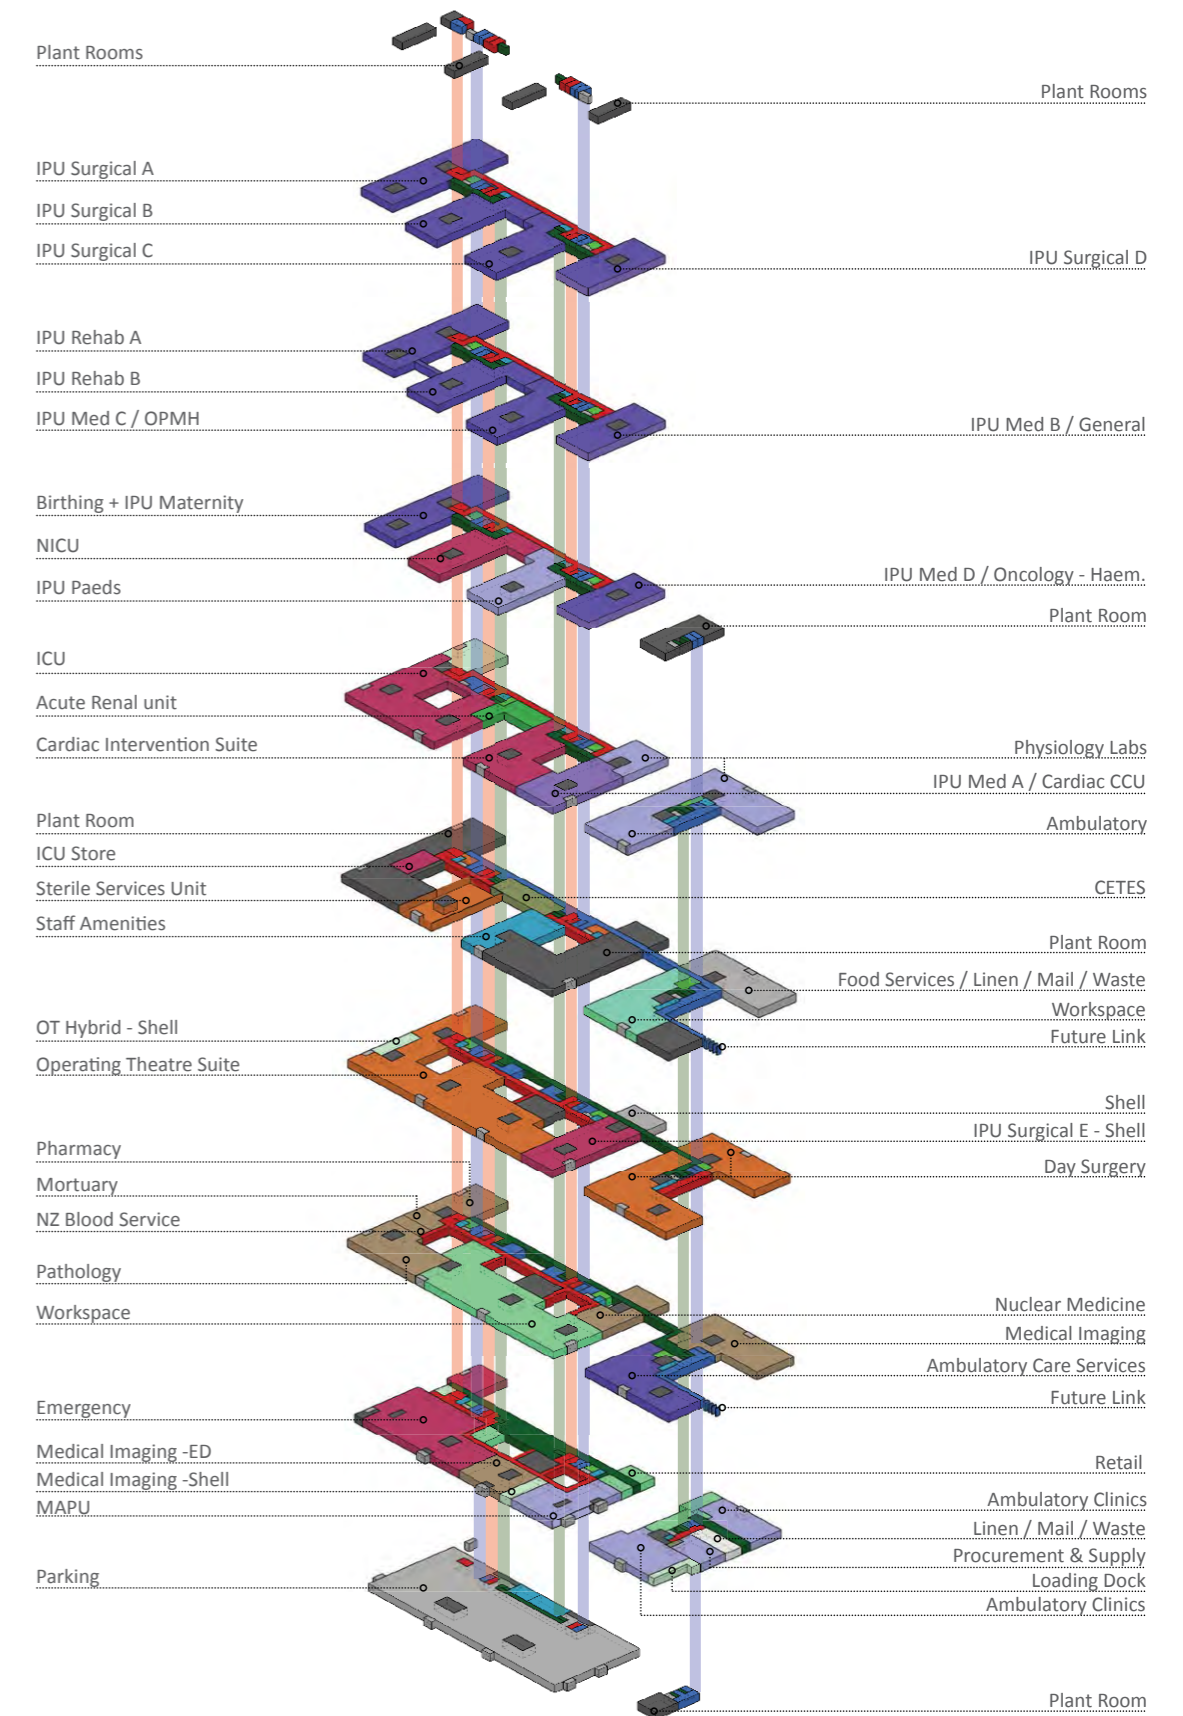 Plant Rooms
Plant Rooms
IPU Surgical A
IPU Surgical B
IPU Surgical C
IPU Surgical D
IPU Rehab A
IPU Rehab B
IPU Med C / OPMH
IPU Med B / General
Birthing + IPU Maternity
NICU
IPU Paeds
IPU Med D / Oncology - Haem.
Plant Room
ICU
Acute Renal unit
Cardiac Intervention Suite
Physiology Labs
IPU Med A / Cardiac CCU
Ambulatory
Plant Room
ICU Store
Sterile Services Unit
Staff Amenities
CETES
Plant Room
Food Services / Linen / Mail / Waste
Workspace
Future Link
OT Hybrid - Shell
Operating Theatre Suite
Shell
IPU Surgical E - Shell
Day Surgery
Pharmacy
Mortuary
NZ Blood Service
Pathology
Workspace
Nuclear Medicine
Medical Imaging
Ambulatory Care Services
Future Link
Emergency
Medical Imaging -ED
Medical Imaging -Shell
MAPU
Retail
Ambulatory Clinics
Linen / Mail / Waste
Procurement & Supply
Loading Dock
Ambulatory Clinics
Parking
Plant Room